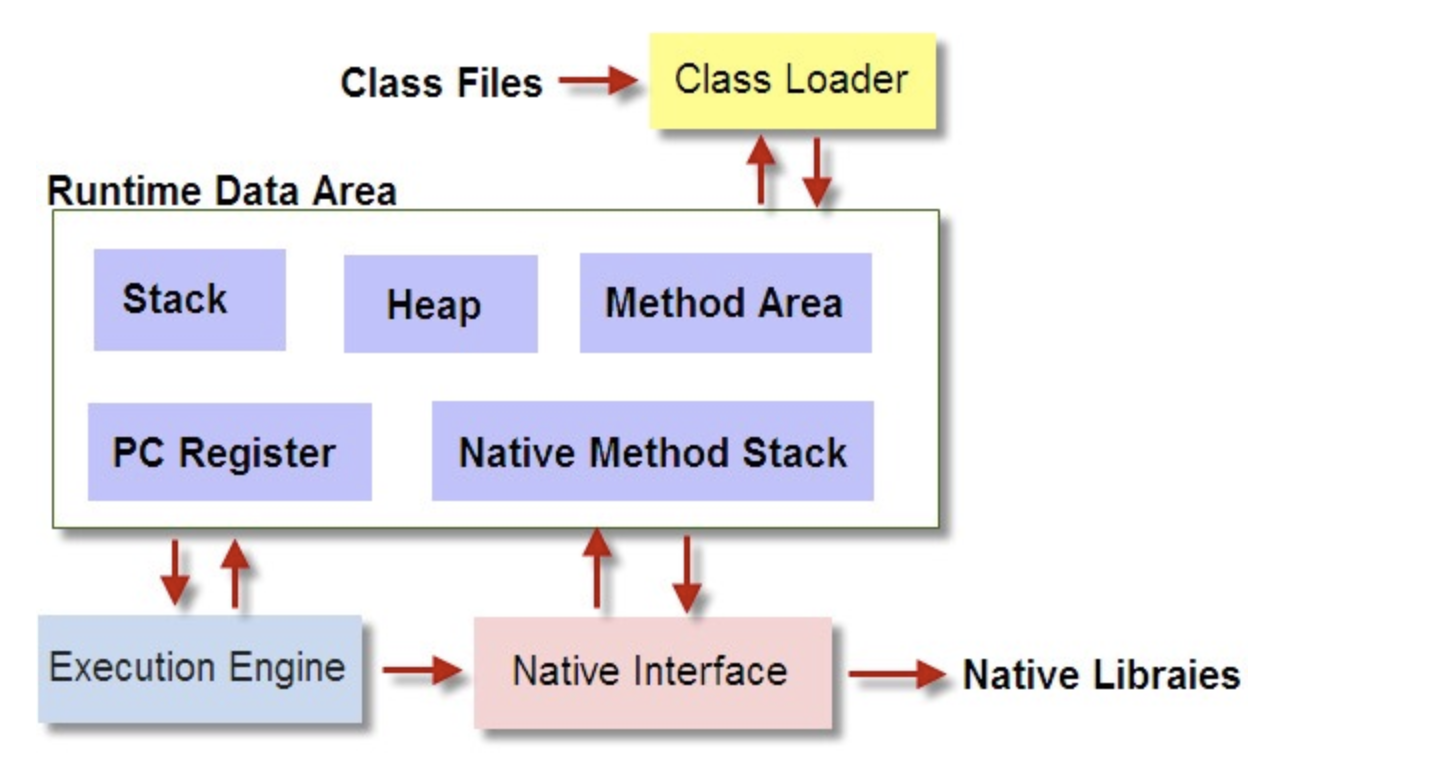 Class Files
Class Loader
Runtime Data Area
Stack
Heap
Method Area
PC Register
Native Method Stack
Execution Engine
Native Interface
Native Libraies